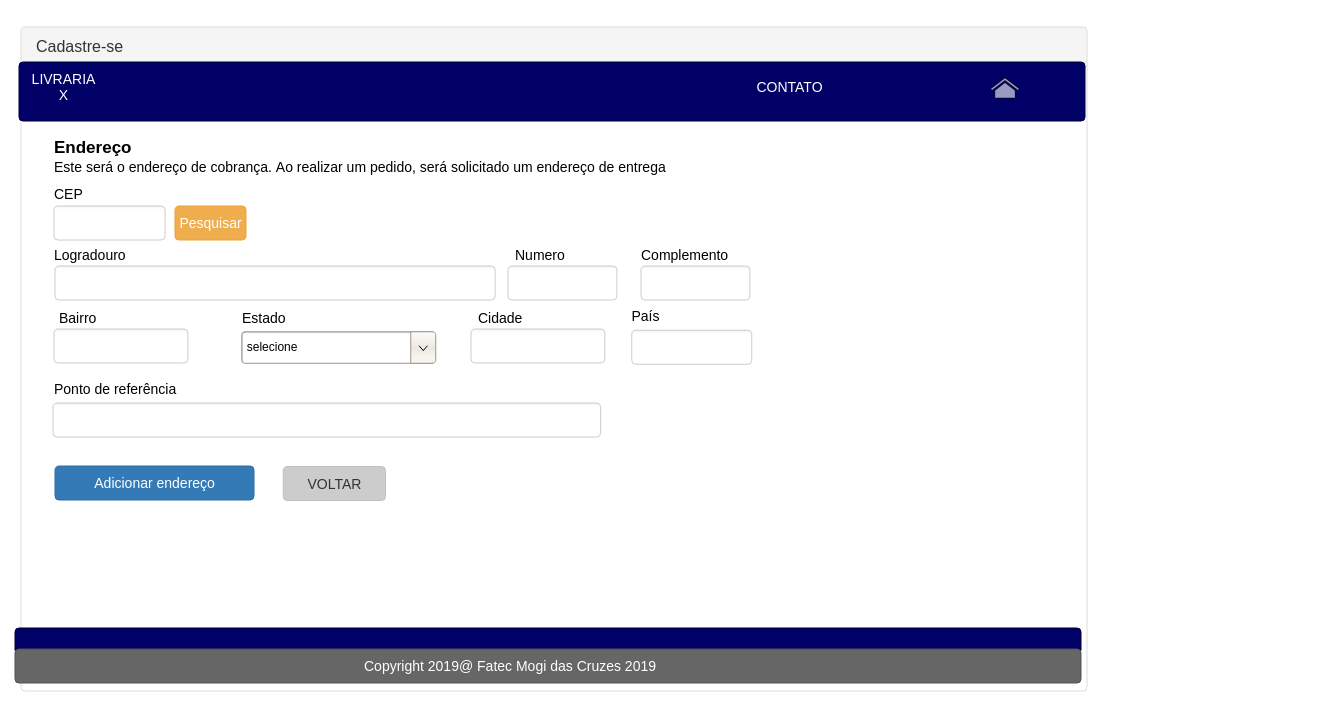 Cadastre-se
LIVRARIA
X
CONTATO
Endereço
Este será o endereço de cobrança. Ao realizar um pedido, será solicitado um endereço de entrega
CEP
Pesquisar
Logradouro Numero Complemento
Bairro Estado Cidade País
selecione
Ponto de referência
Adicionar endereço VOLTAR
Copyright 2019@ Fatec Mogi das Cruzes 2019